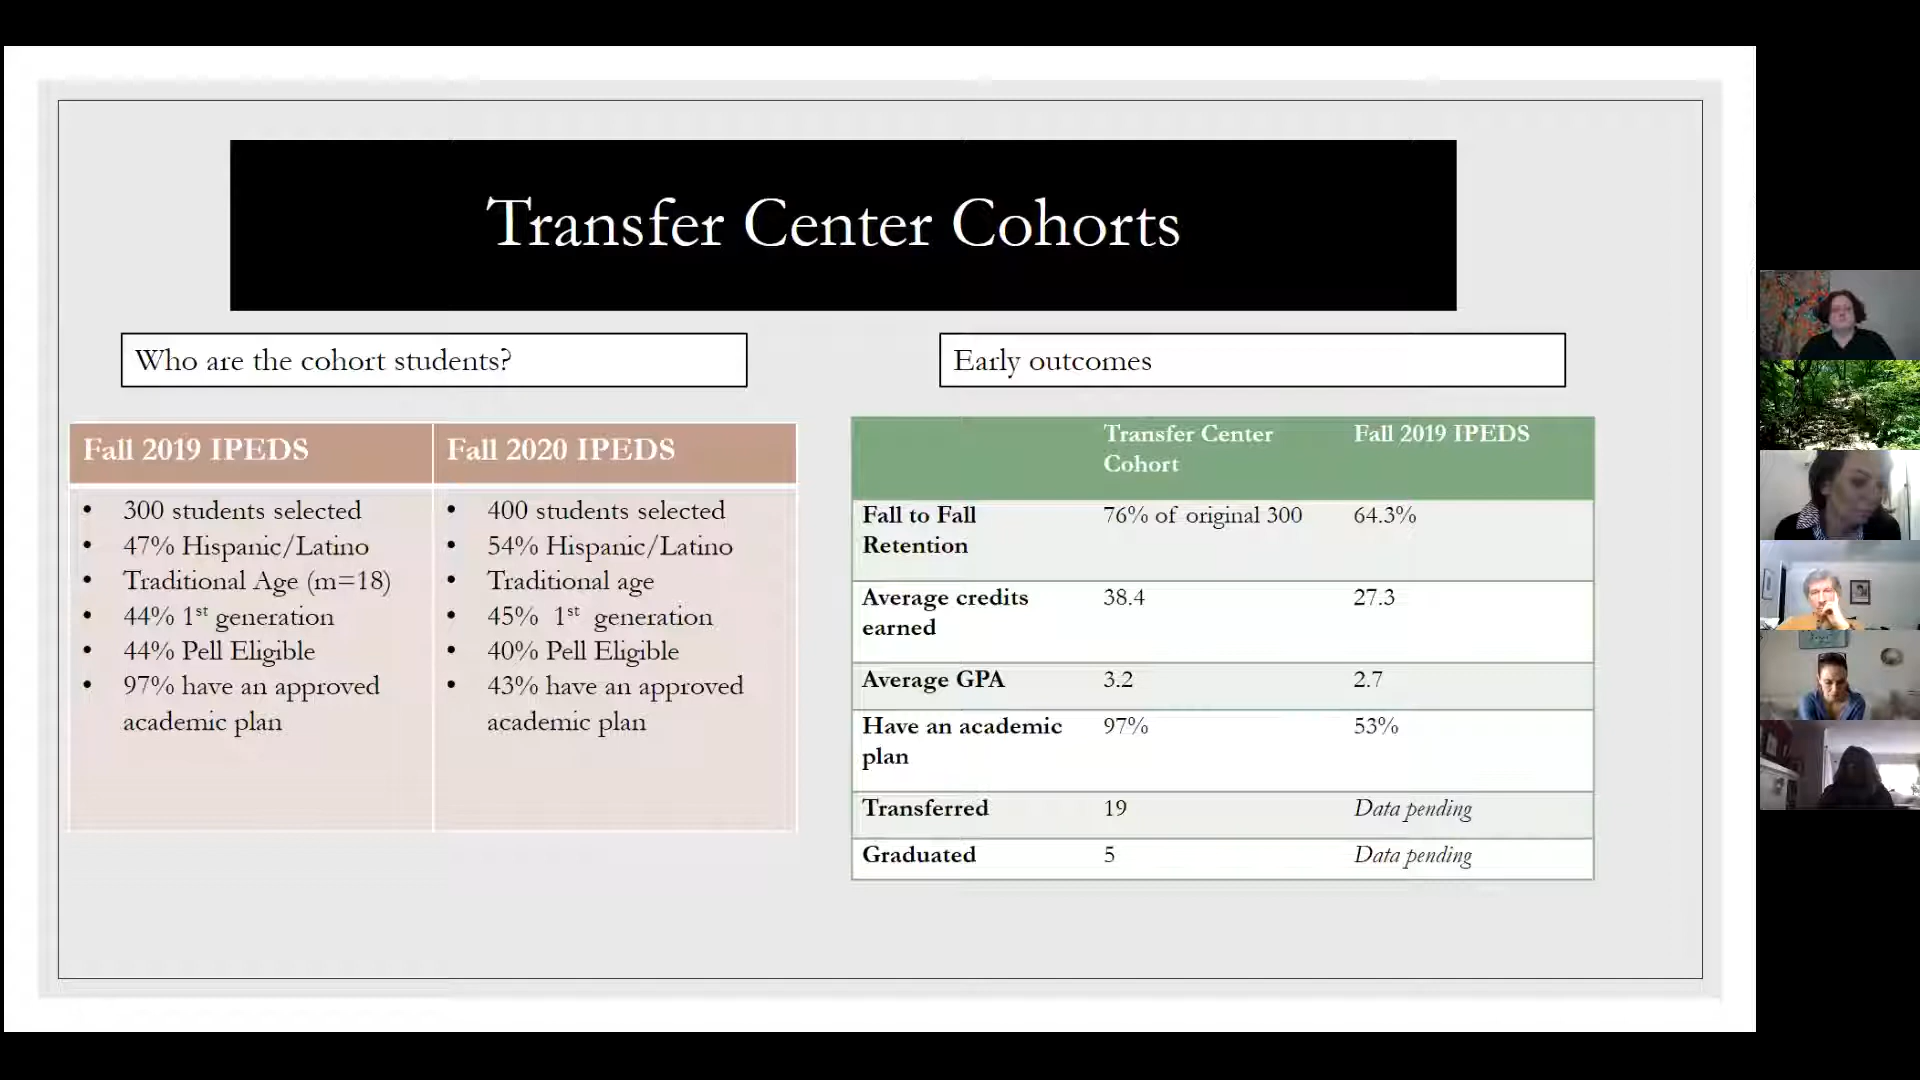 Transfer Center Cohorts
Who are the cohort students?
Early outcomes
Fall 2019 IPEDS
• 300 students selected
• 47% Hispanic/Latino
• Traditional Age (m=18)
• 44% 1st generation
• 44% Pell Eligible
• 97% have an approved
academic plan
Fall 2020 IPEDS
• 400 students selected
• 54% Hispanic/Latino
• Traditional age
• 45% 1st generation
• 40% Pell Eligible
• 43% have an approved
academic plan
Transfer Center Fall 2019 IPEDS
Cohort
Fall to Fall 76% of original 300 64.3%
Retention
Average credits 38.4 27.3
earned
Average GPA 3.2 2.7
Have an academic 97% 53%
plan
Transferred 19 Data pending
Graduated 5 Data pending